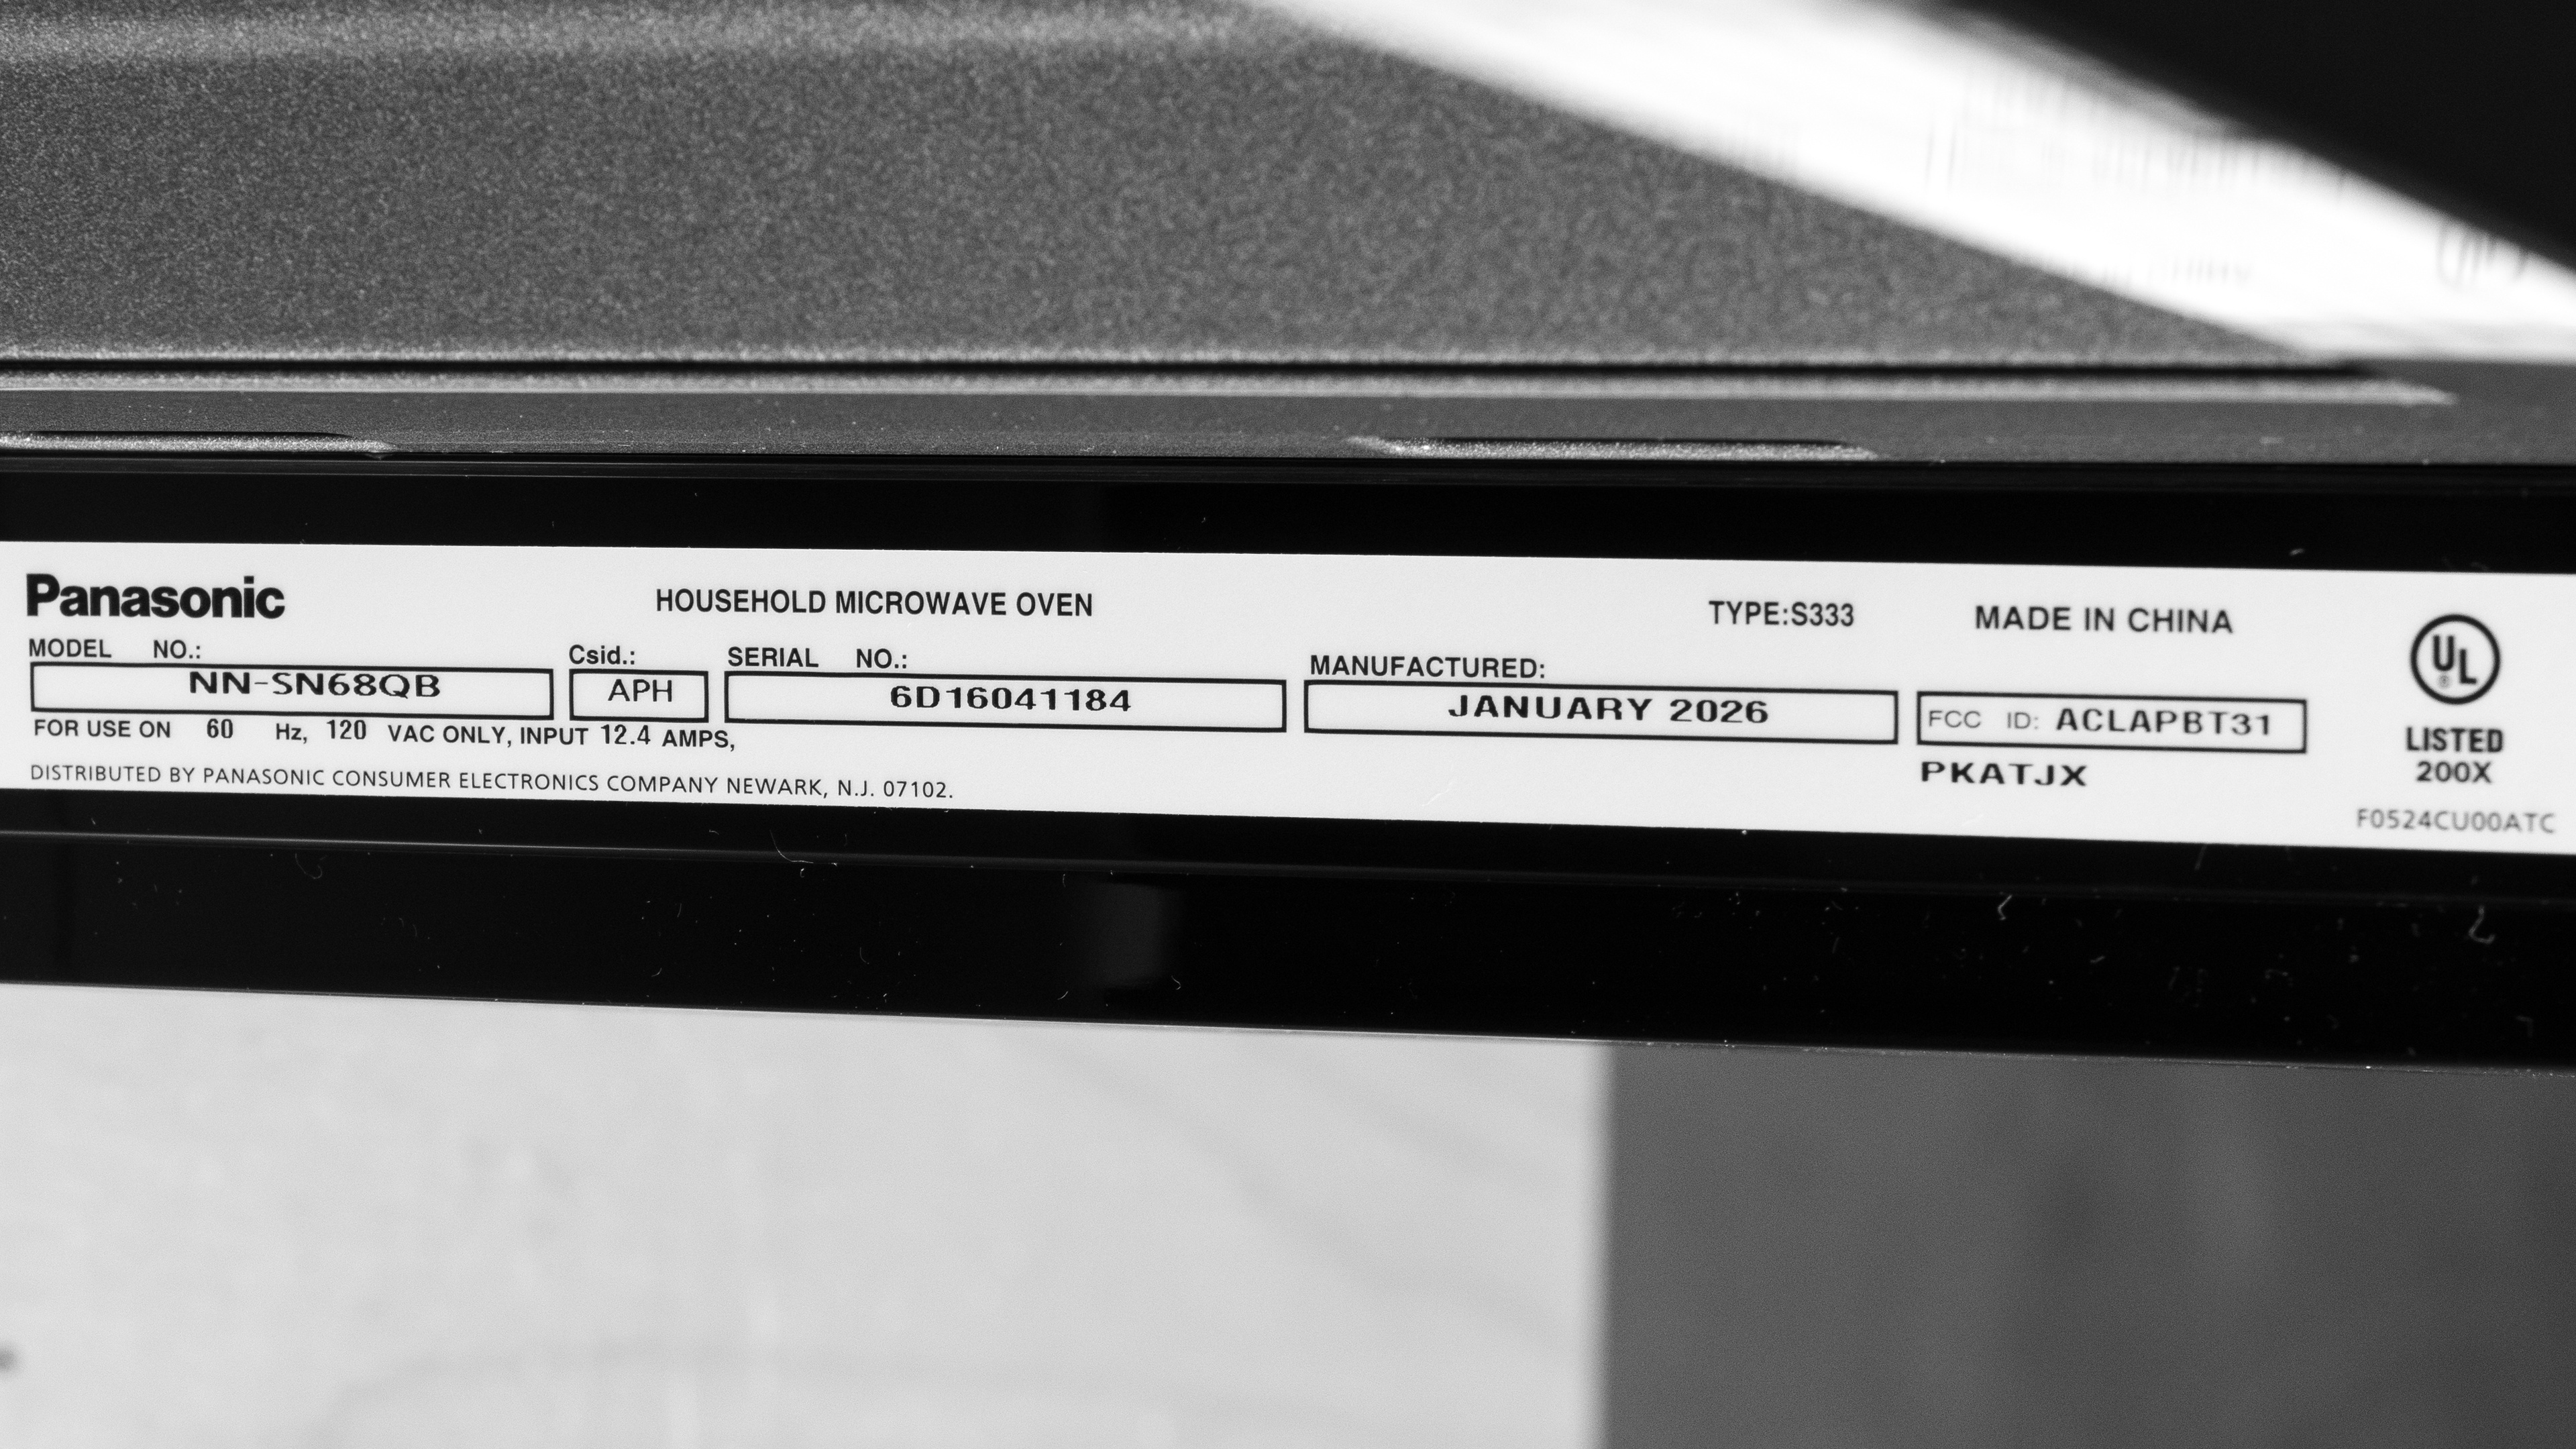 Panasonic
HOUSEHOLD MICROWAVE OVEN
TYPE:S333
MADE IN CHINA
MODEL NO.:
NN-SN68QB
Csid.:
APH
SERIAL NO.:
6D16041184
MANUFACTURED:
JANUARY 2026
FCC ID: ACLAPBT31
PKATJX
FOR USE ON 60 Hz, 120 VAC ONLY, INPUT 12.4 AMPS,
DISTRIBUTED BY PANASONIC CONSUMER ELECTRONICS COMPANY NEWARK, N.J. 07102.
UL
®
LISTED
200X
F0524CU00ATC